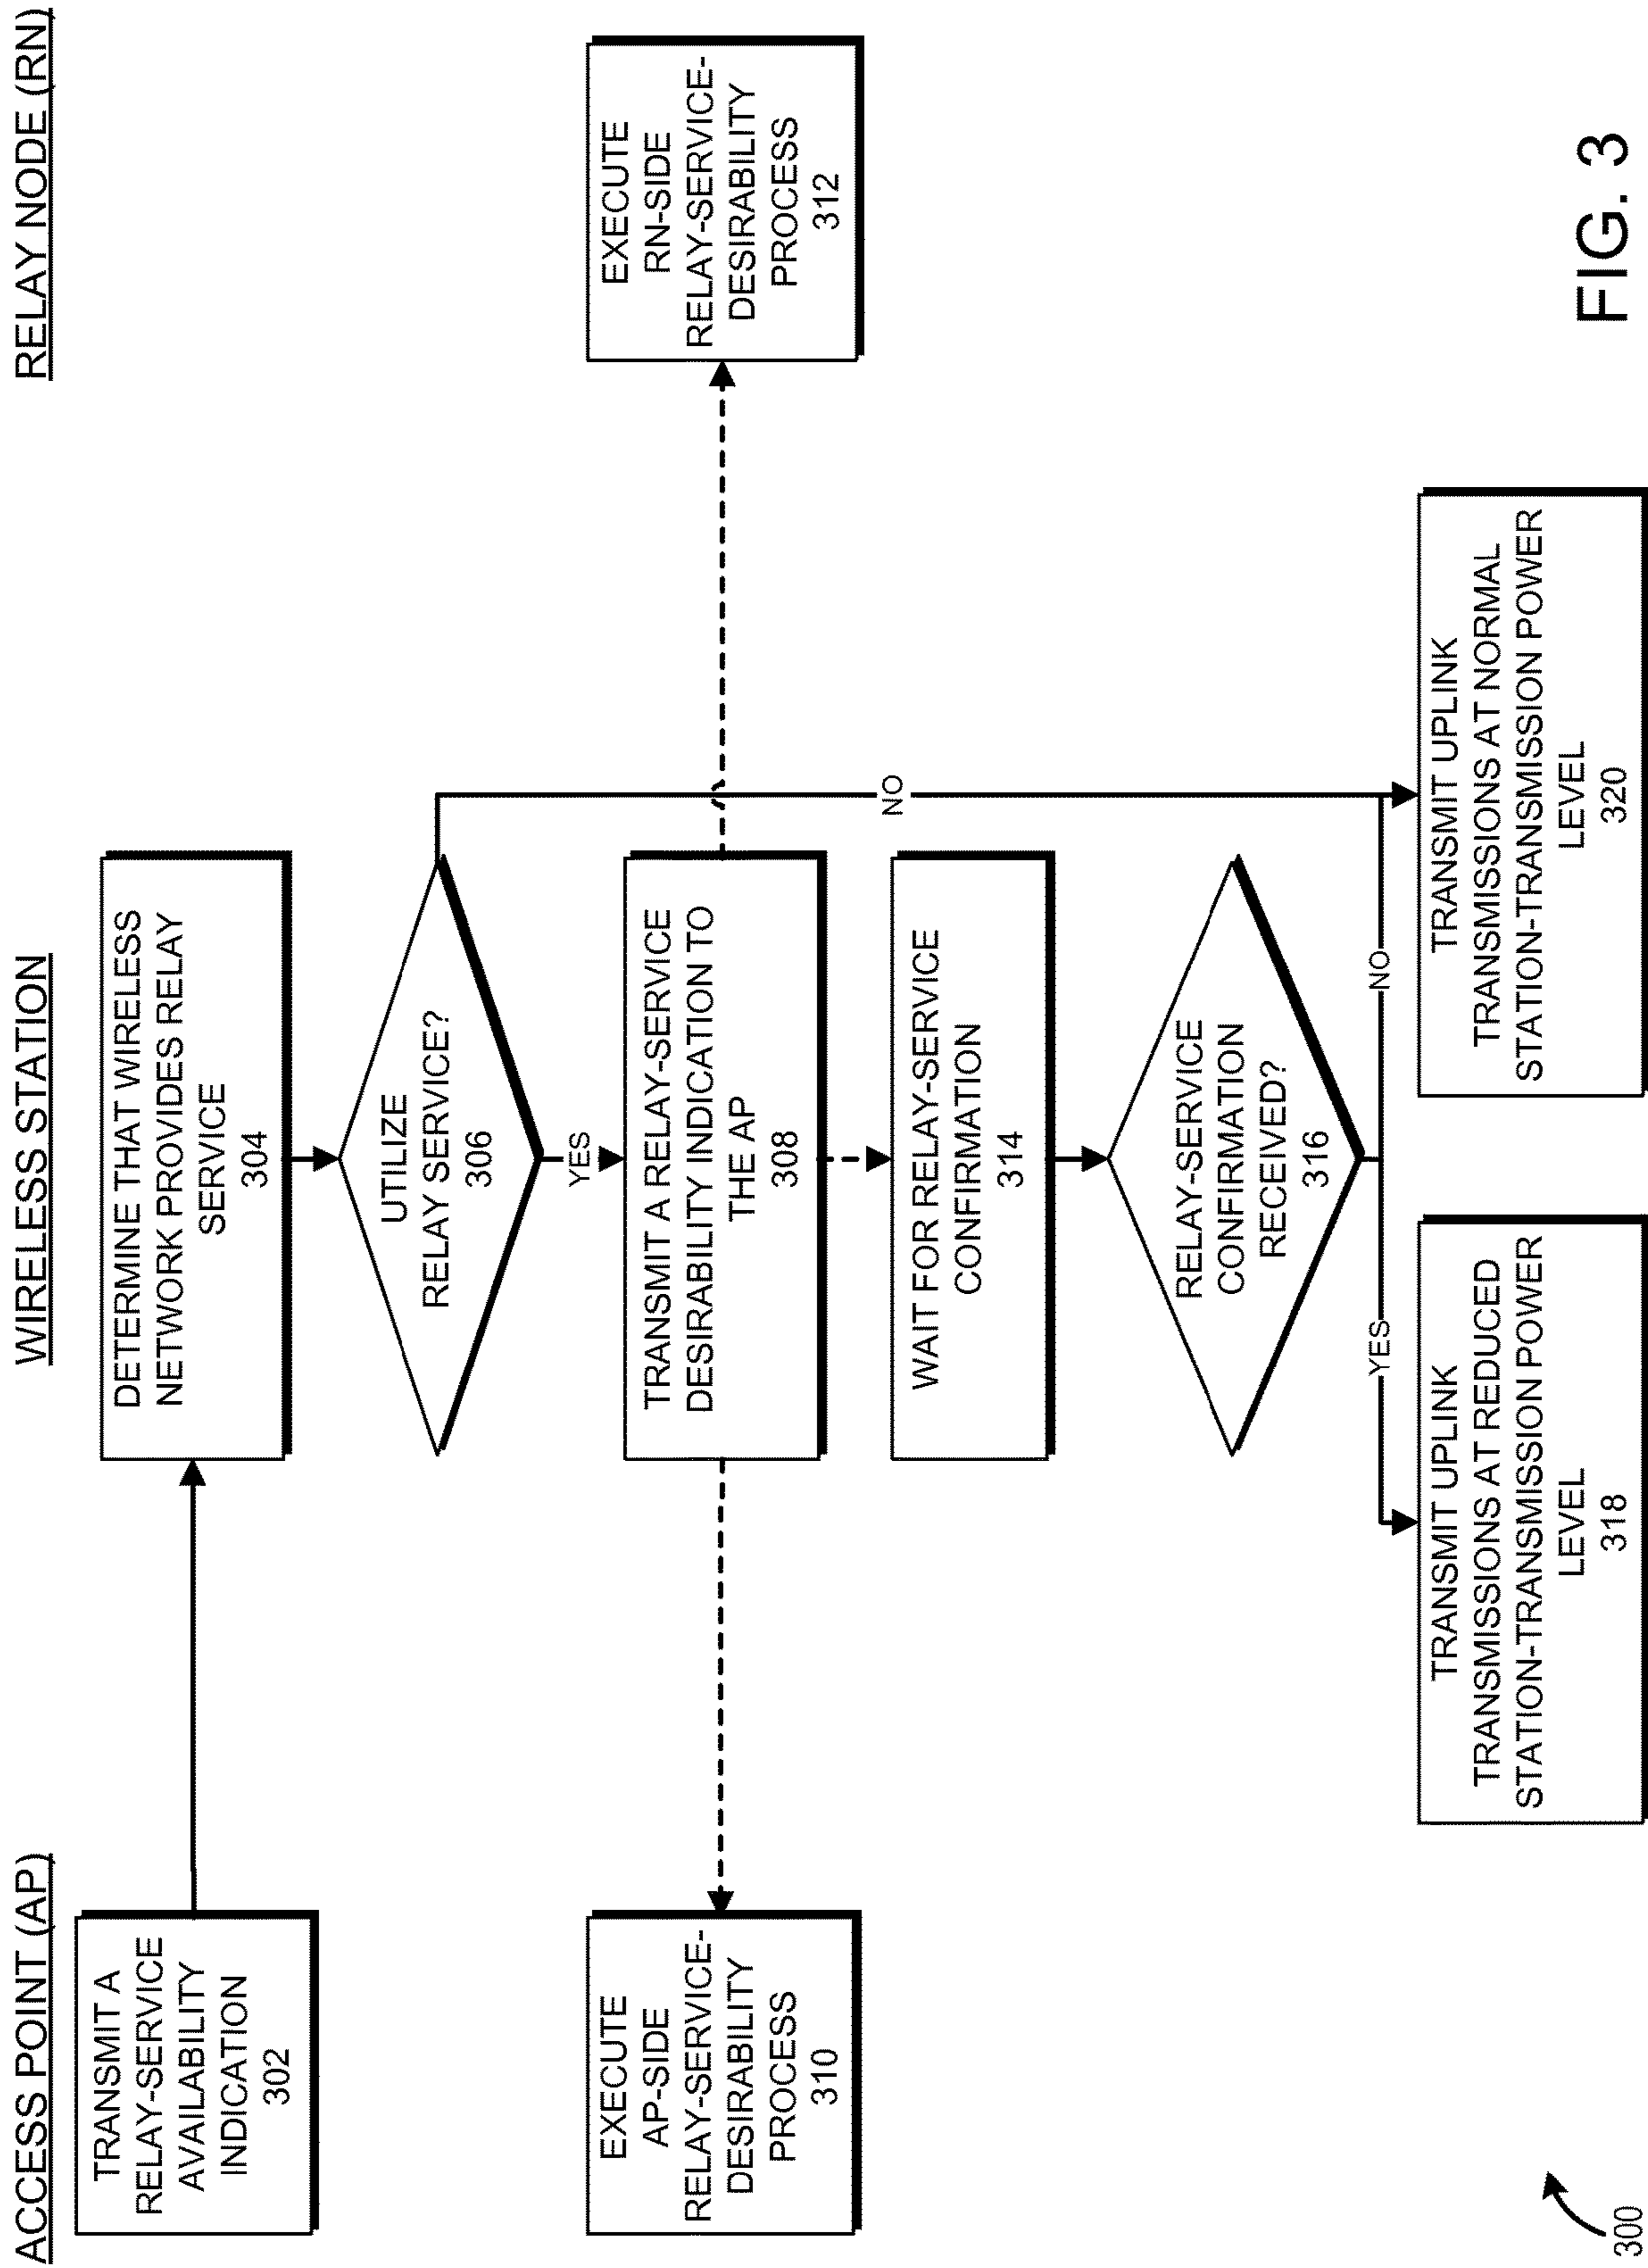 ACCESS POINT (AP)
WIRELESS STATION
RELAY NODE (RN)
TRANSMIT A
RELAY-SERVICE
AVAILABILITY
INDICATION
302
DETERMINE THAT WIRELESS
NETWORK PROVIDES RELAY
SERVICE
304
UTILIZE
RELAY SERVICE?
306
NO
YES
TRANSMIT A RELAY-SERVICE
DESIRABILITY INDICATION TO
THE AP
308
EXECUTE
AP-SIDE
RELAY-SERVICE-
DESIRABILITY
PROCESS
310
EXECUTE
RN-SIDE
RELAY-SERVICE-
DESIRABILITY
PROCESS
312
WAIT FOR RELAY-SERVICE
CONFIRMATION
314
RELAY-SERVICE
CONFIRMATION
RECEIVED?
316
YES
NO
TRANSMIT UPLINK
TRANSMISSIONS AT REDUCED
STATION-TRANSMISSION POWER
LEVEL
318
TRANSMIT UPLINK
TRANSMISSIONS AT NORMAL
STATION-TRANSMISSION POWER
LEVEL
320
300
FIG. 3